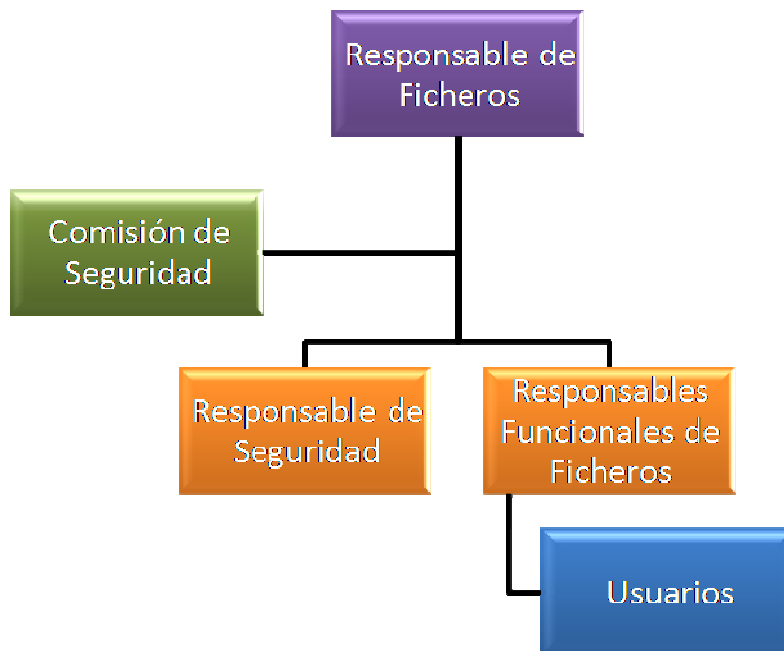 Responsable de
Ficheros
Comisión de
Seguridad
Responsable de
Seguridad
Responsables
Funcionales de
Ficheros
Usuarios